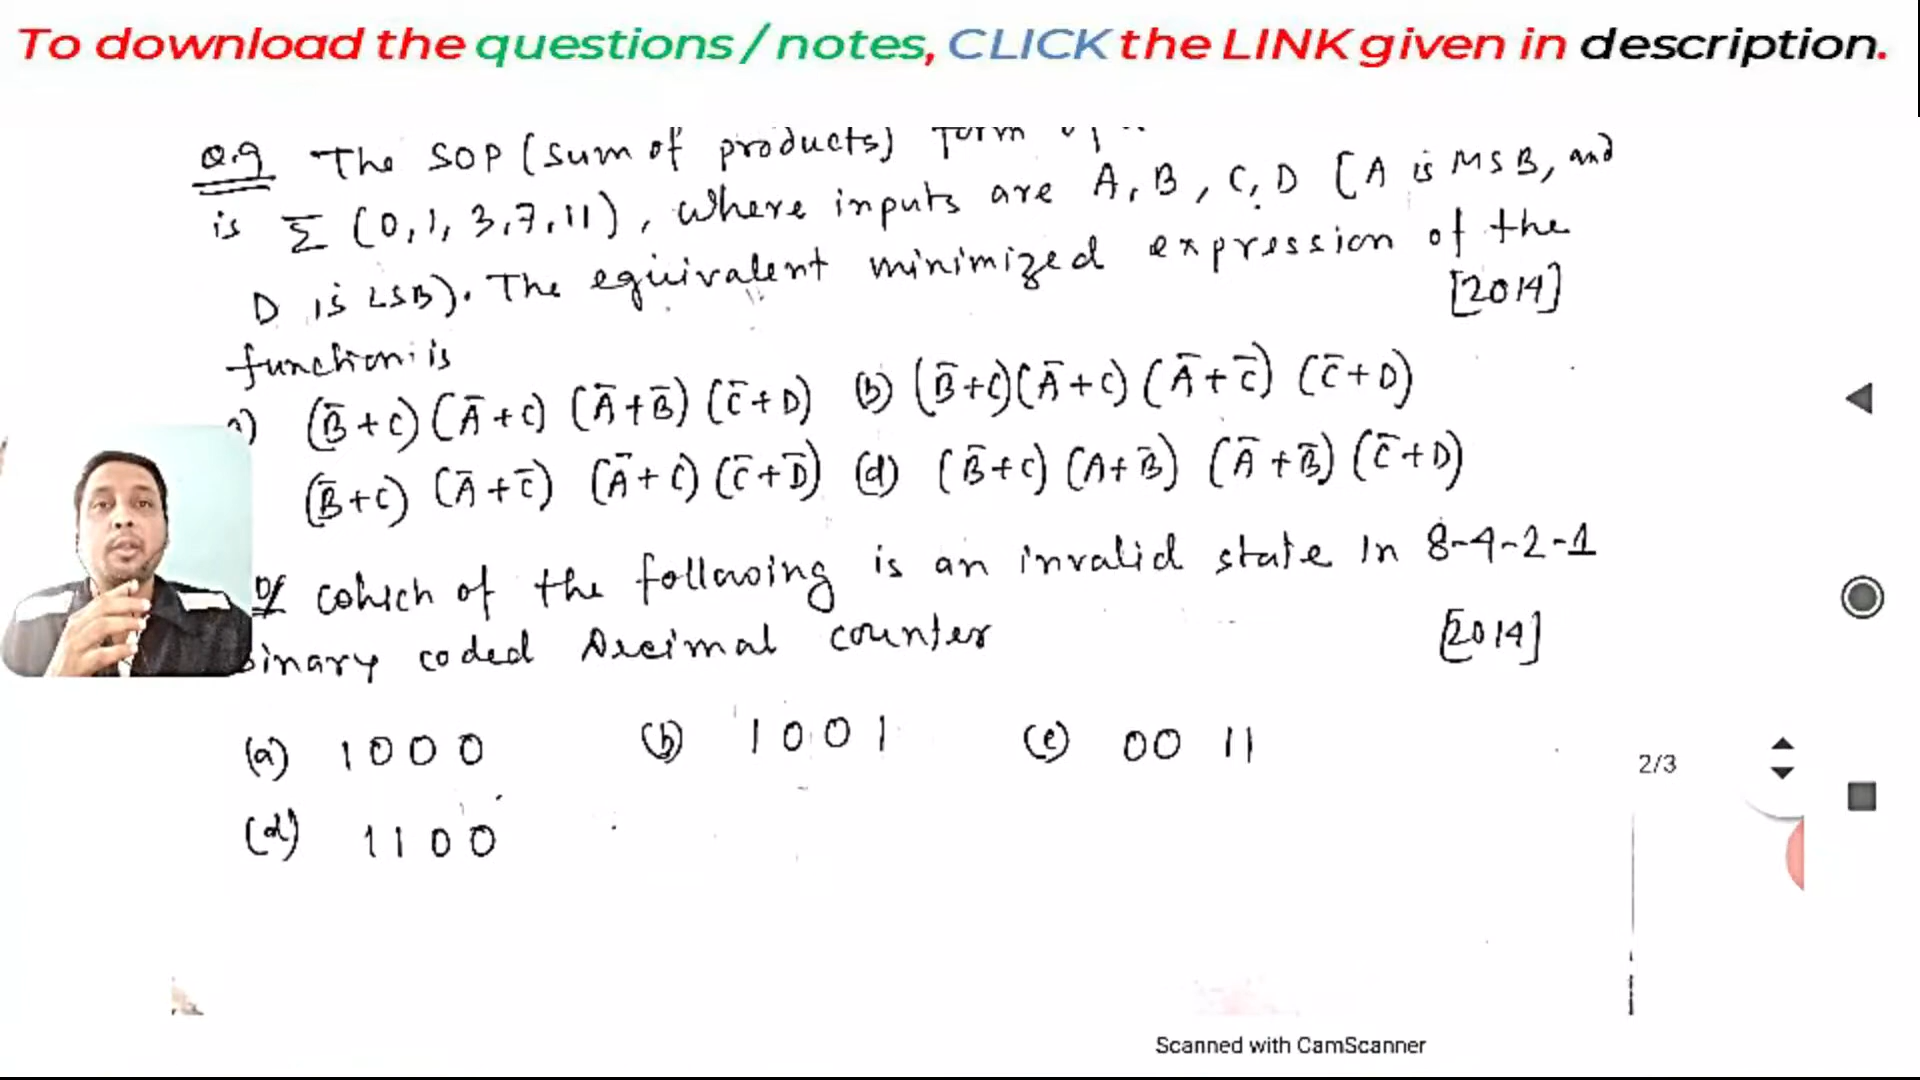 To download the questions / notes, CLICK the LINK given in description.
Q.9 The SOP (sum of products) form of
is Σ (0,1, 3,7,11), where inputs are A, B, C, D (A is MSB, and
D is LSB). The equivalent minimized expression of the
function is [2014]
(B̄+C) (Ā+C) (Ā+B̄) (C̄+D) (b) (B̄+C)(Ā+C) (Ā+C̄) (C̄+D)
(B̄+C) (Ā+C̄) (Ā+C) (C̄+D̄) (d) (B̄+C) (A+B̄) (Ā+B̄) (C̄+D)
which of the following is an invalid state in 8-4-2-1
Binary coded Decimal counter [2014]
(a) 1000 (b) 1001 (c) 00 11
2/3
(d) 1100
Scanned with CamScanner